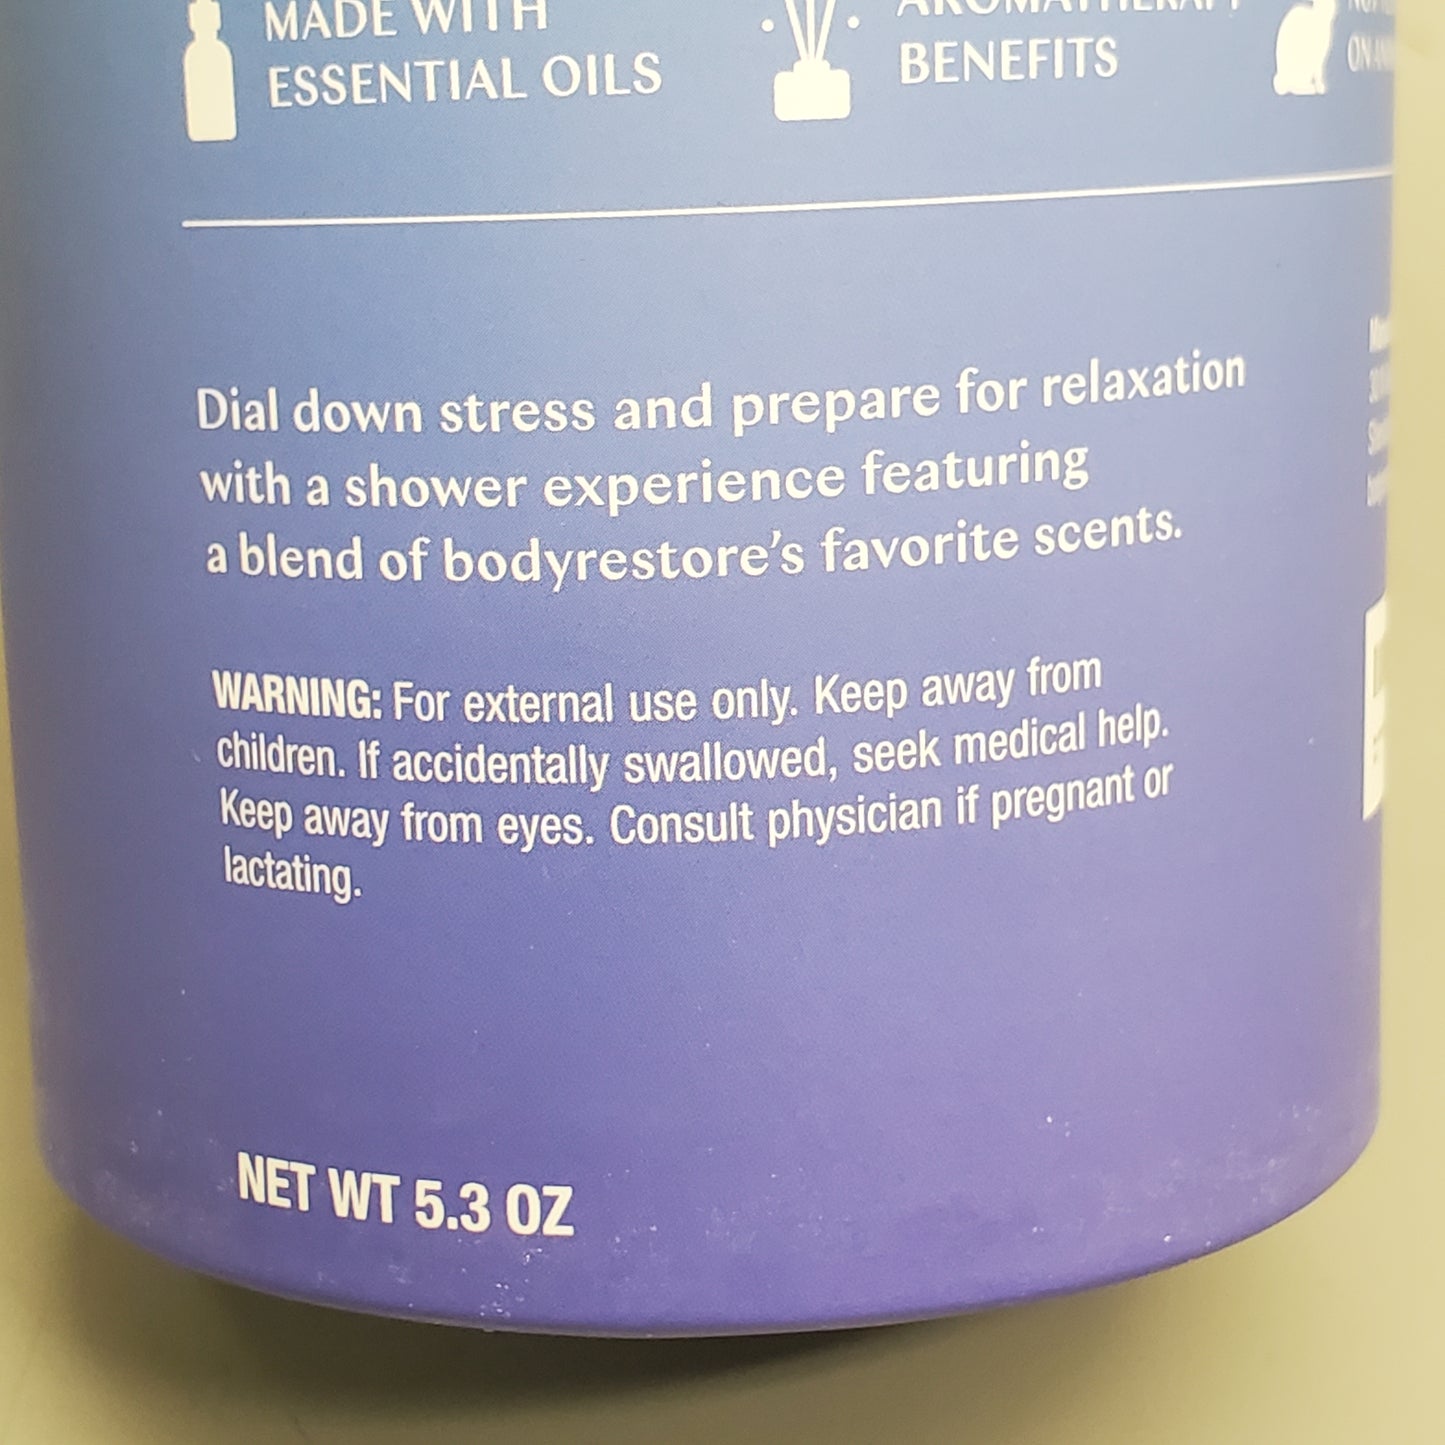 MADE WITH
ESSENTIAL OILS
AROMATHERAPY
BENEFITS
ON
Dial down stress and prepare for relaxation
with a shower experience featuring
a blend of bodyrestore's favorite scents.
WARNING: For external use only. Keep away from
children. If accidentally swallowed, seek medical help.
Keep away from eyes. Consult physician if pregnant or
lactating.
NET WT 5.3 OZ